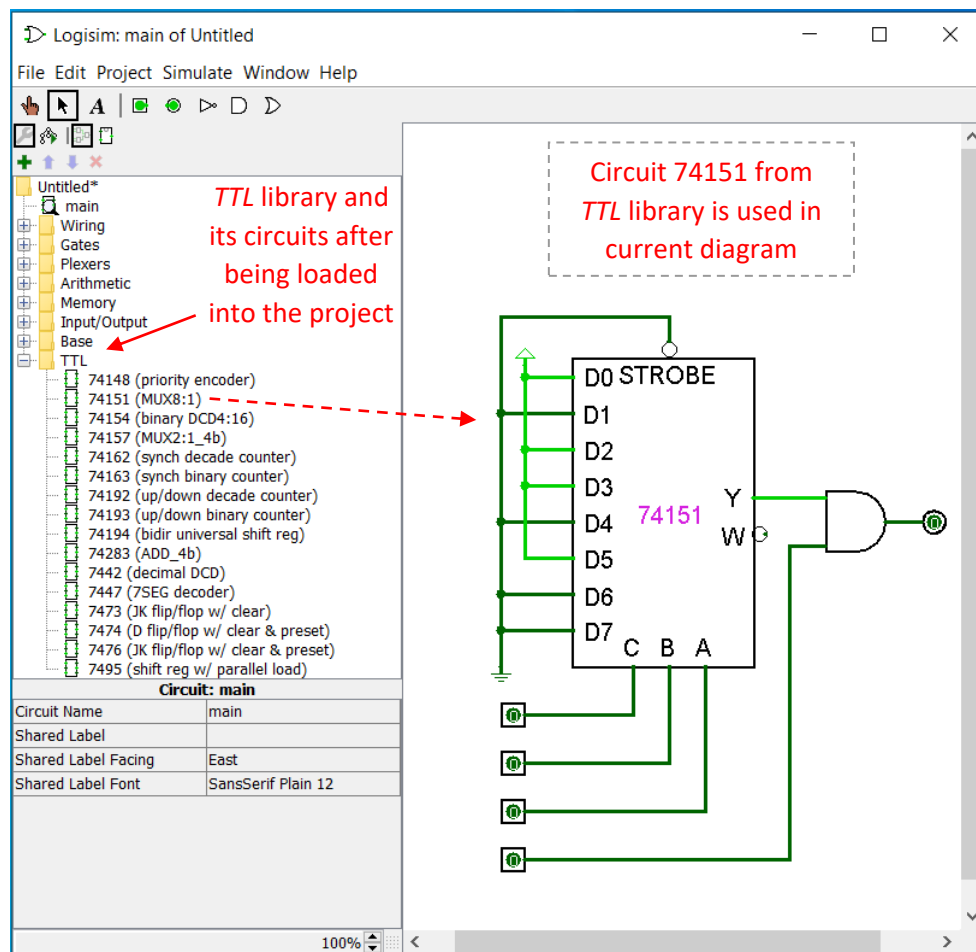 Logisim: main of Untitled
File Edit Project Simulate Window Help
A
Untitled*
main
Wiring
Gates
Plexers
Arithmetic
Memory
Input/Output
Base
TTL
74148 (priority encoder)
74151 (MUX8:1)
74154 (binary DCD4:16)
74157 (MUX2:1_4b)
74162 (synch decade counter)
74163 (synch binary counter)
74192 (up/down decade counter)
74193 (up/down binary counter)
74194 (bidir universal shift reg)
74283 (ADD_4b)
7442 (decimal DCD)
7447 (7SEG decoder)
7473 (JK flip/flop w/ clear)
7474 (D flip/flop w/ clear & preset)
7476 (JK flip/flop w/ clear & preset)
7495 (shift reg w/ parallel load)
TTL library and
its circuits after
being loaded
into the project
Circuit: main
Circuit Name main
Shared Label
Shared Label Facing East
Shared Label Font SansSerif Plain 12
100%
Circuit 74151 from
TTL library is used in
current diagram
D0 STROBE
D1
D2
D3
Y
D4 74151
W
D5
D6
D7
C B A
0
0
0
0
0